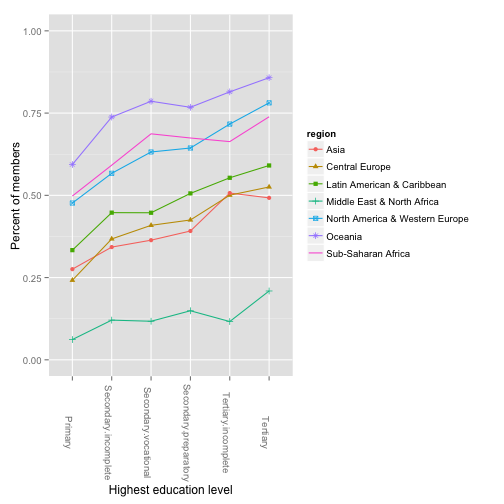 1.00
0.75
0.50
0.25
0.00
Percent of members
Primary
Secondary.incomplete
Secondary.vocational
Secondary.preparatory
Tertiary.incomplete
Tertiary
Highest education level
region
Asia
Central Europe
Latin American & Caribbean
Middle East & North Africa
North America & Western Europe
Oceania
Sub-Saharan Africa